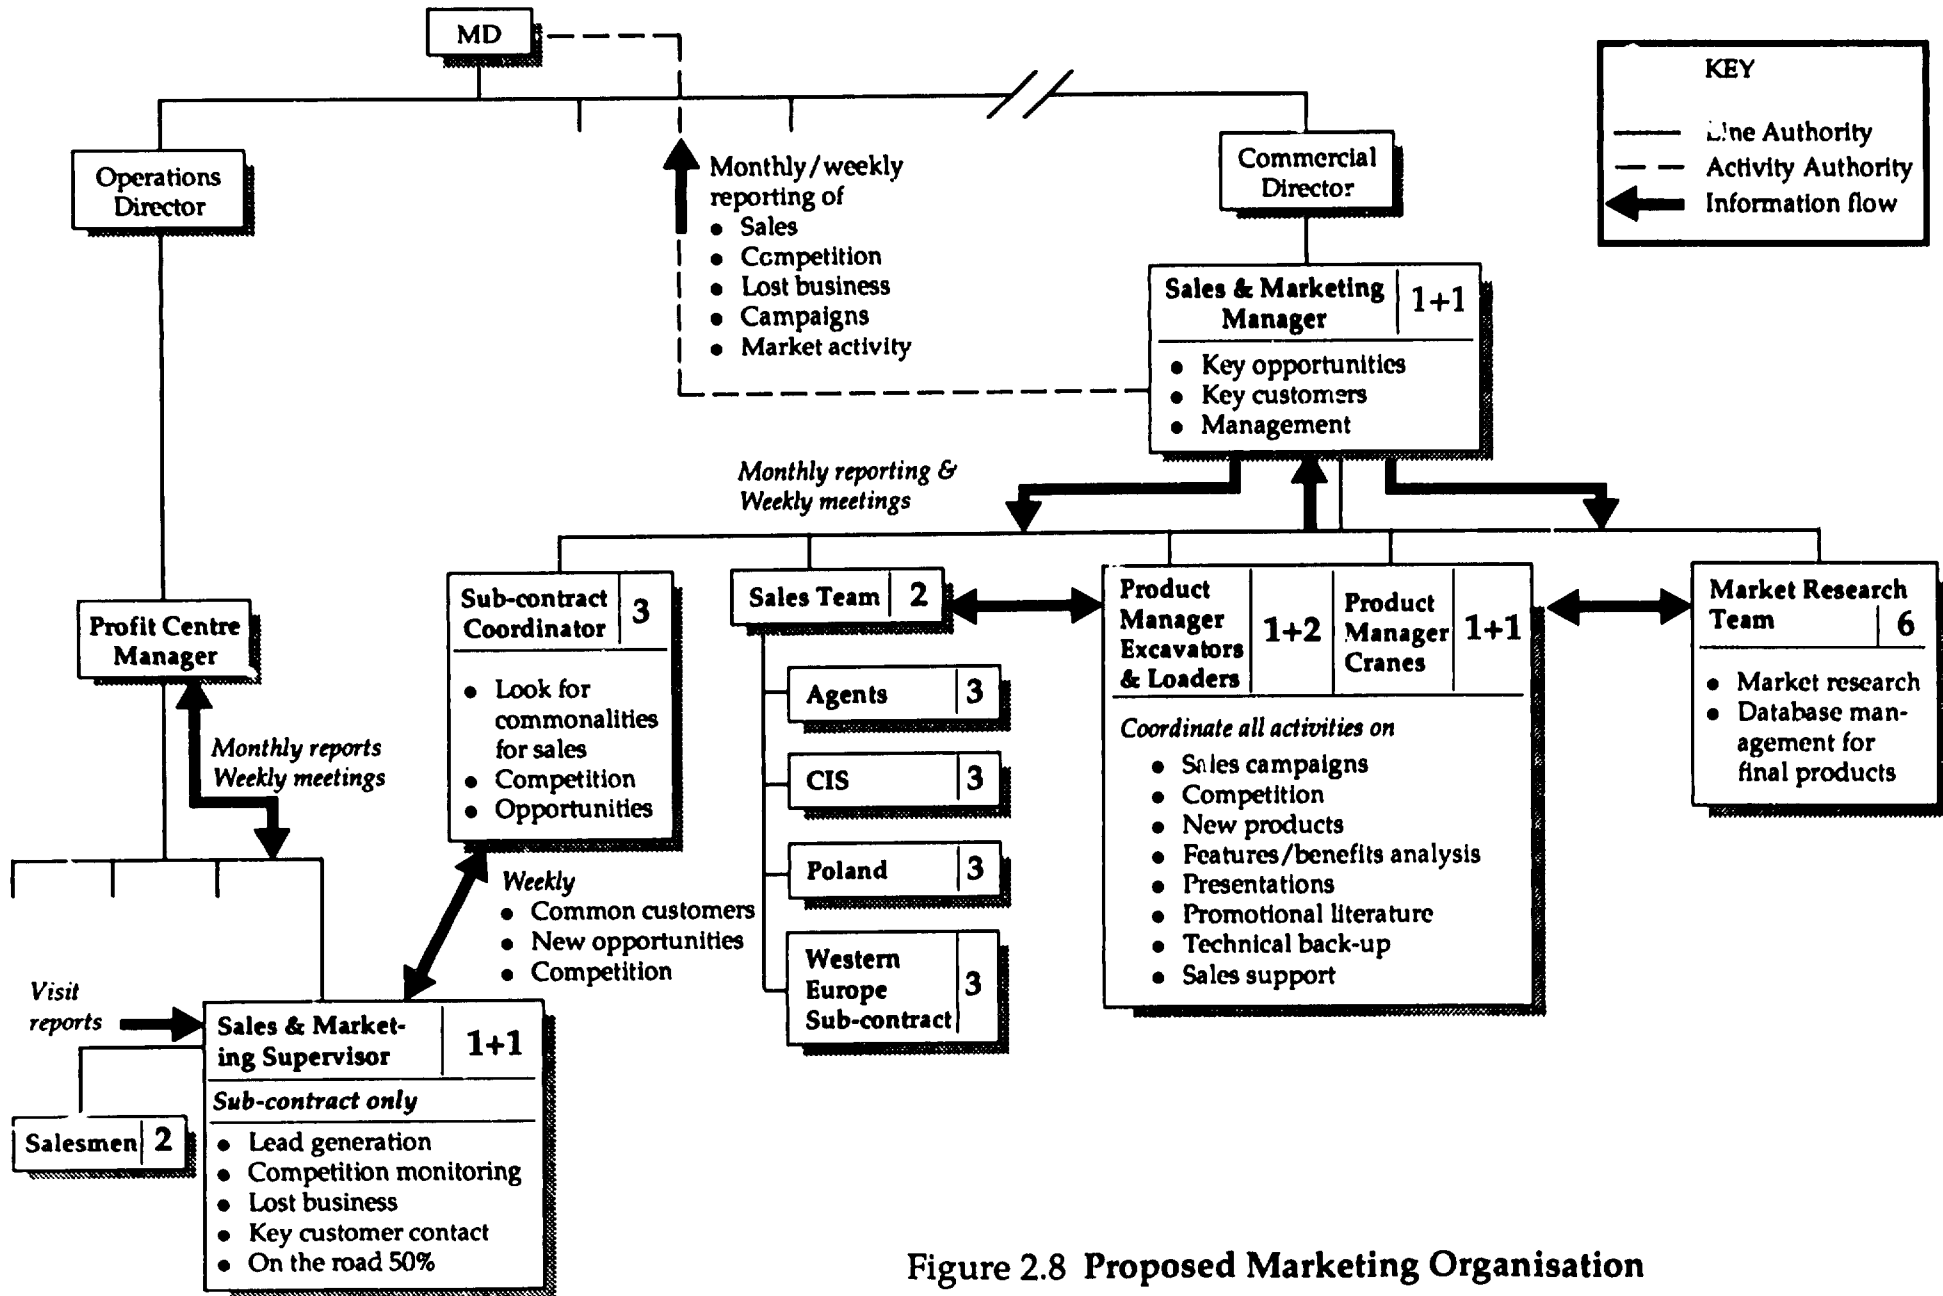 MD
KEY
Line Authority
Activity Authority
Information flow
Operations
Director
Monthly/weekly
reporting of
• Sales
• Competition
• Lost business
• Campaigns
• Market activity
Commercial
Director
Sales & Marketing
Manager
1+1
• Key opportunities
• Key customers
• Management
Monthly reporting &
Weekly meetings
Profit Centre
Manager
Monthly reports
Weekly meetings
Sub-contract
Coordinator
3
• Look for
commonalities
for sales
• Competition
• Opportunities
Weekly
• Common customers
• New opportunities
• Competition
Sales Team
2
Agents
3
CIS
3
Poland
3
Western
Europe
Sub-contract
3
Product
Manager
Excavators
& Loaders
1+2
Product
Manager
Cranes
1+1
Coordinate all activities on
• Sales campaigns
• Competition
• New products
• Features/benefits analysis
• Presentations
• Promotional literature
• Technical back-up
• Sales support
Market Research
Team
6
• Market research
• Database man-
agement for
final products
Visit
reports
Sales & Market-
ing Supervisor
1+1
Sub-contract only
• Lead generation
• Competition monitoring
• Lost business
• Key customer contact
• On the road 50%
Salesmen
2
Figure 2.8 Proposed Marketing Organisation